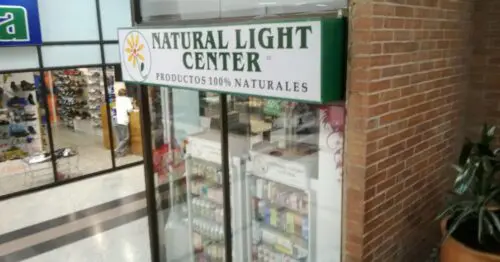 NATURAL LIGHT
CENTER
PRODUCTOS 100% NATURALES
a